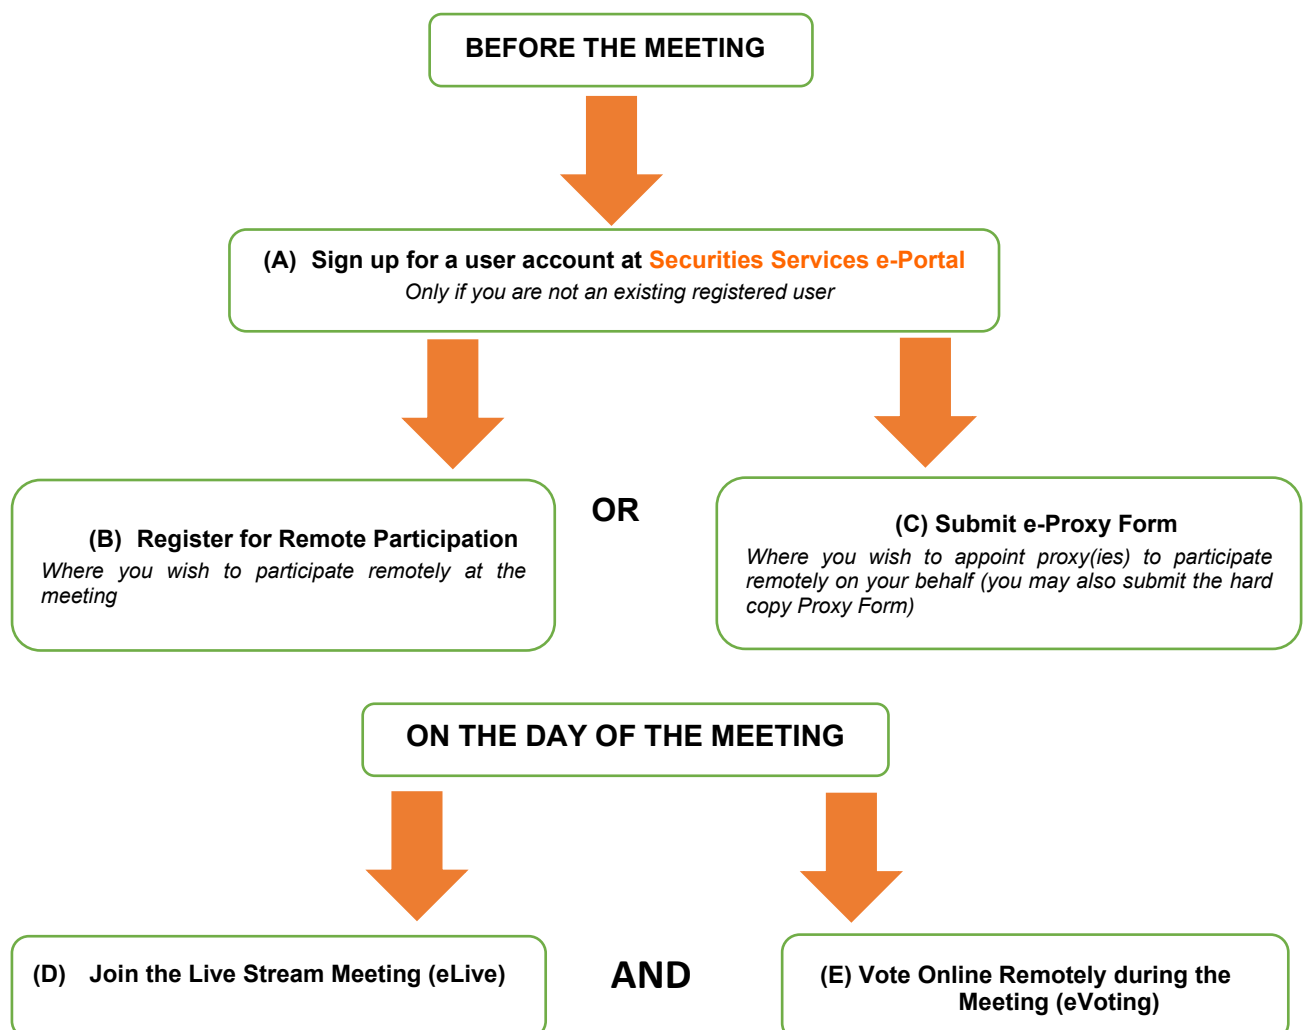 BEFORE THE MEETING
(A) Sign up for a user account at Securities Services e-Portal
Only if you are not an existing registered user
(B) Register for Remote Participation
Where you wish to participate remotely at the
meeting
OR
(C) Submit e-Proxy Form
Where you wish to appoint proxy(ies) to participate
remotely on your behalf (you may also submit the hard
copy Proxy Form)
ON THE DAY OF THE MEETING
(D) Join the Live Stream Meeting (eLive)
AND
(E) Vote Online Remotely during the
Meeting (eVoting)